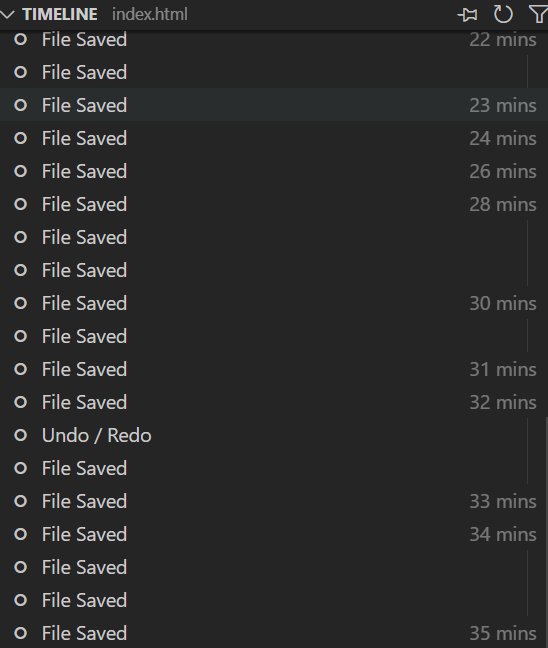 TIMELINE index.html
File Saved 22 mins
File Saved
File Saved 23 mins
File Saved 24 mins
File Saved 26 mins
File Saved 28 mins
File Saved
File Saved
File Saved 30 mins
File Saved
File Saved 31 mins
File Saved 32 mins
Undo / Redo
File Saved
File Saved 33 mins
File Saved 34 mins
File Saved
File Saved
File Saved 35 mins